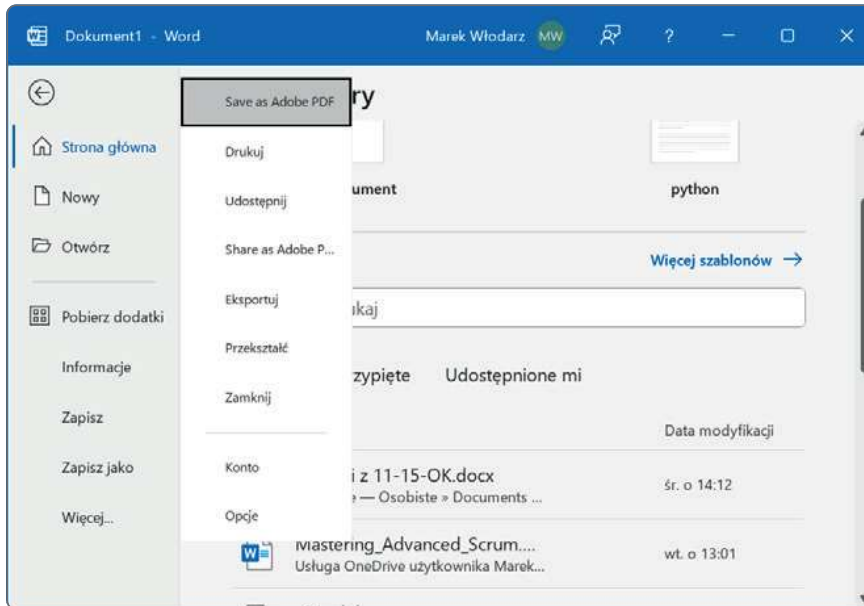 Dokument1 - Word
Marek Włodarz MW
?
Strona główna
Nowy
Otwórz
Pobierz dodatki
Informacje
Zapisz
Zapisz jako
Więcej...
Save as Adobe PDF
Drukuj
Udostępnij
Share as Adobe P...
Eksportuj
Przekształć
Zamknij
Konto
Opcje
ry
ument
python
Więcej szablonów
ukaj
zypięte Udostępnione mi
Data modyfikacji
i z 11-15-OK.docx
— Osobiste » Documents ...
śr. o 14:12
Mastering_Advanced_Scrum....
Usługa OneDrive użytkownika Marek...
wt. o 13:01